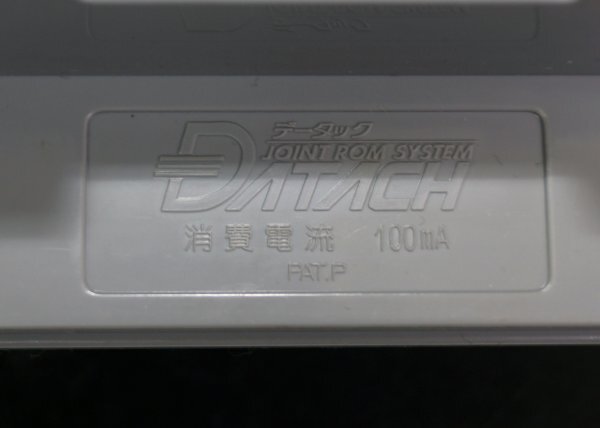 データック
JOINT ROM SYSTEM
DATACH
消費電流 100mA
PAT.P